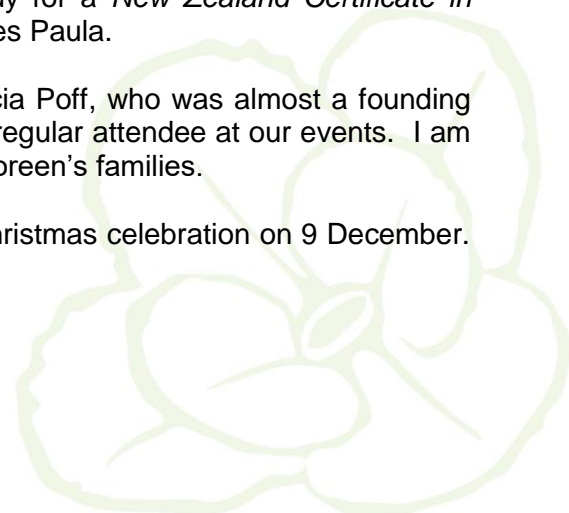 for a New Zealand Certificate in
es Paula.
cia Poff, who was almost a founding
regular attendee at our events. I am
oreen's families.
hristmas celebration on 9 December.